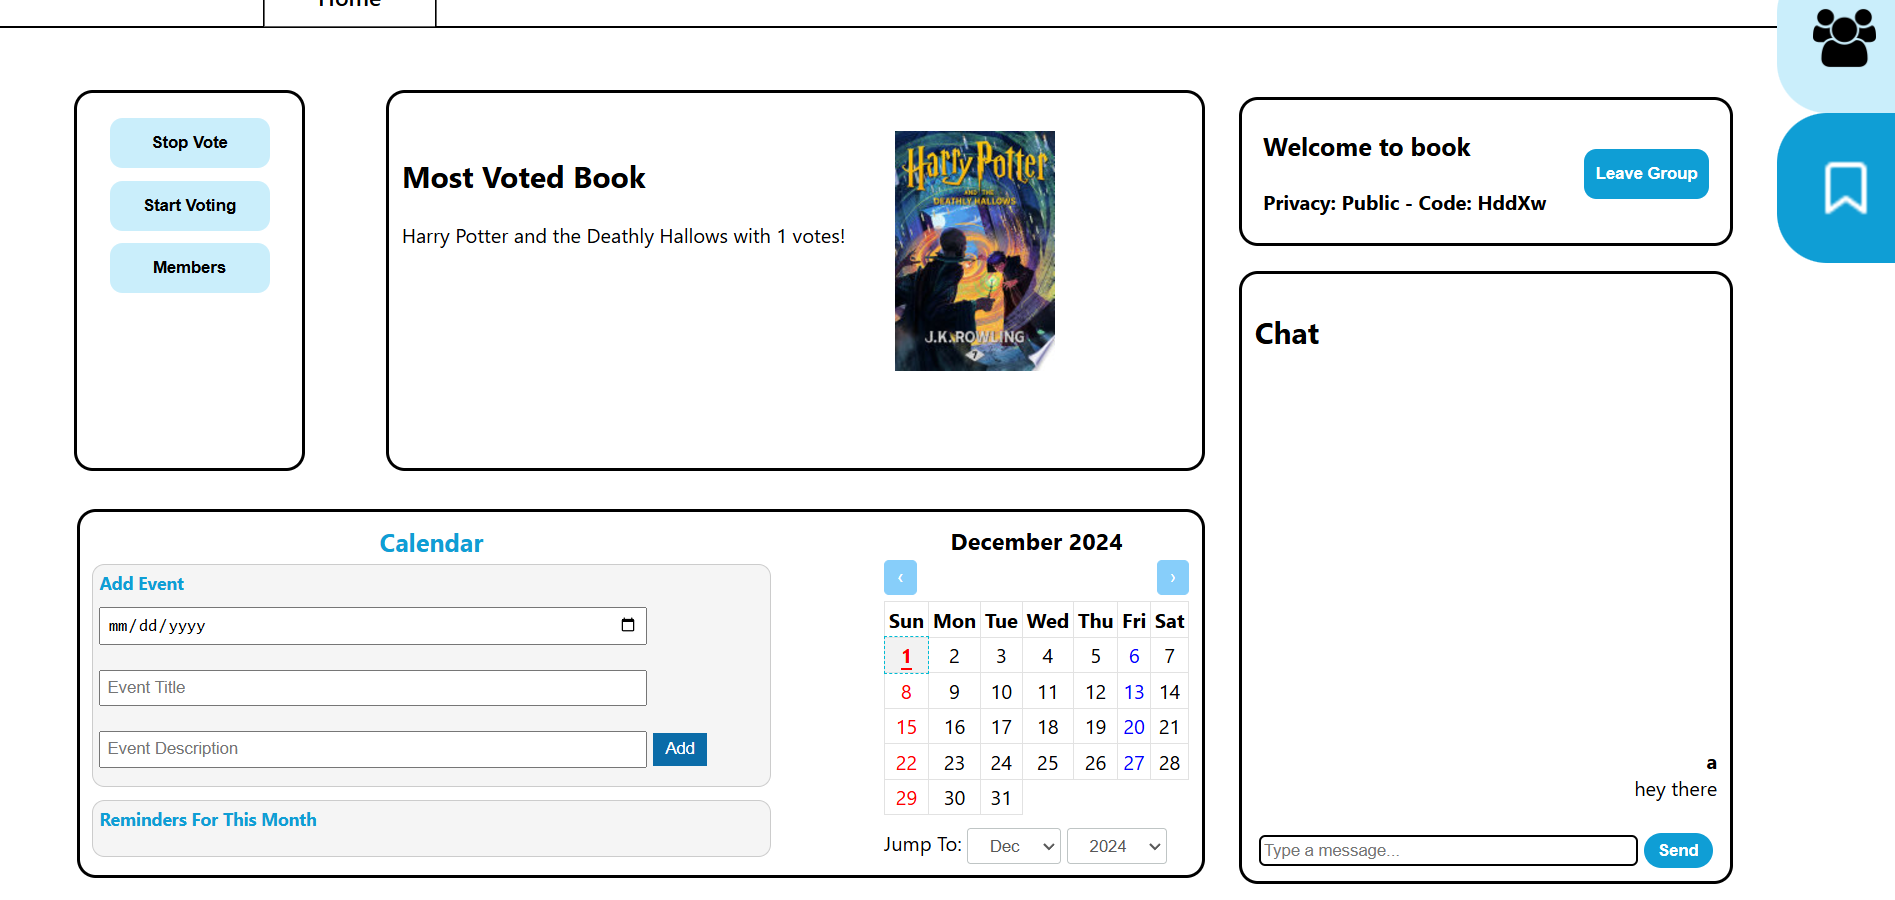 Home
Stop Vote
Start Voting
Members
Most Voted Book
Harry Potter and the Deathly Hallows with 1 votes!
Harry Potter
AND THE
DEATHLY HALLOWS
J.K. ROWLING
7
Welcome to book
Privacy: Public - Code: HddXw
Leave Group
Calendar
Add Event
mm/dd/yyyy
Event Title
Event Description
Add
Reminders For This Month
December 2024
‹ ›
Sun Mon Tue Wed Thu Fri Sat
1 2 3 4 5 6 7
8 9 10 11 12 13 14
15 16 17 18 19 20 21
22 23 24 25 26 27 28
29 30 31
Jump To: Dec 2024
Chat
a
hey there
Type a message...
Send